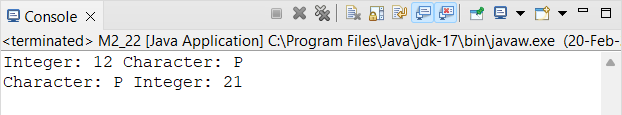 Console
<terminated> M2_22 [Java Application] C:\Program Files\Java\jdk-17\bin\javaw.exe (20-Feb-
Integer: 12 Character: P
Character: P Integer: 21